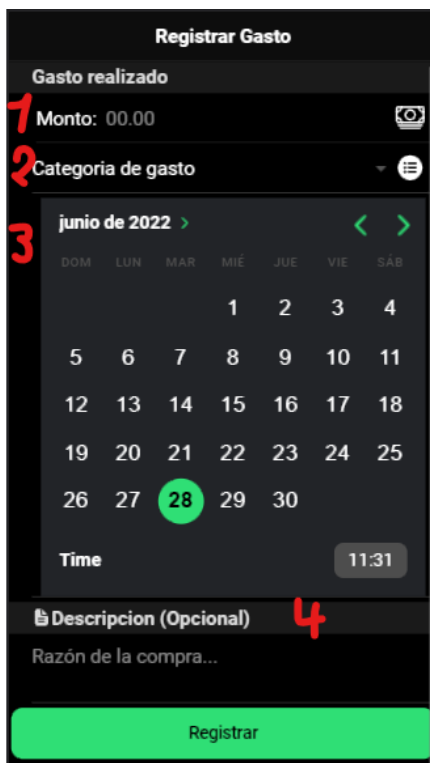 Registrar Gasto
Gasto realizado
1 Monto: 00.00
2 Categoria de gasto
3 junio de 2022 >
DOM LUN MAR MIÉ JUE VIE SÁB
1 2 3 4
5 6 7 8 9 10 11
12 13 14 15 16 17 18
19 20 21 22 23 24 25
26 27 28 29 30
Time 11:31
Descripcion (Opcional) 4
Razón de la compra...
Registrar